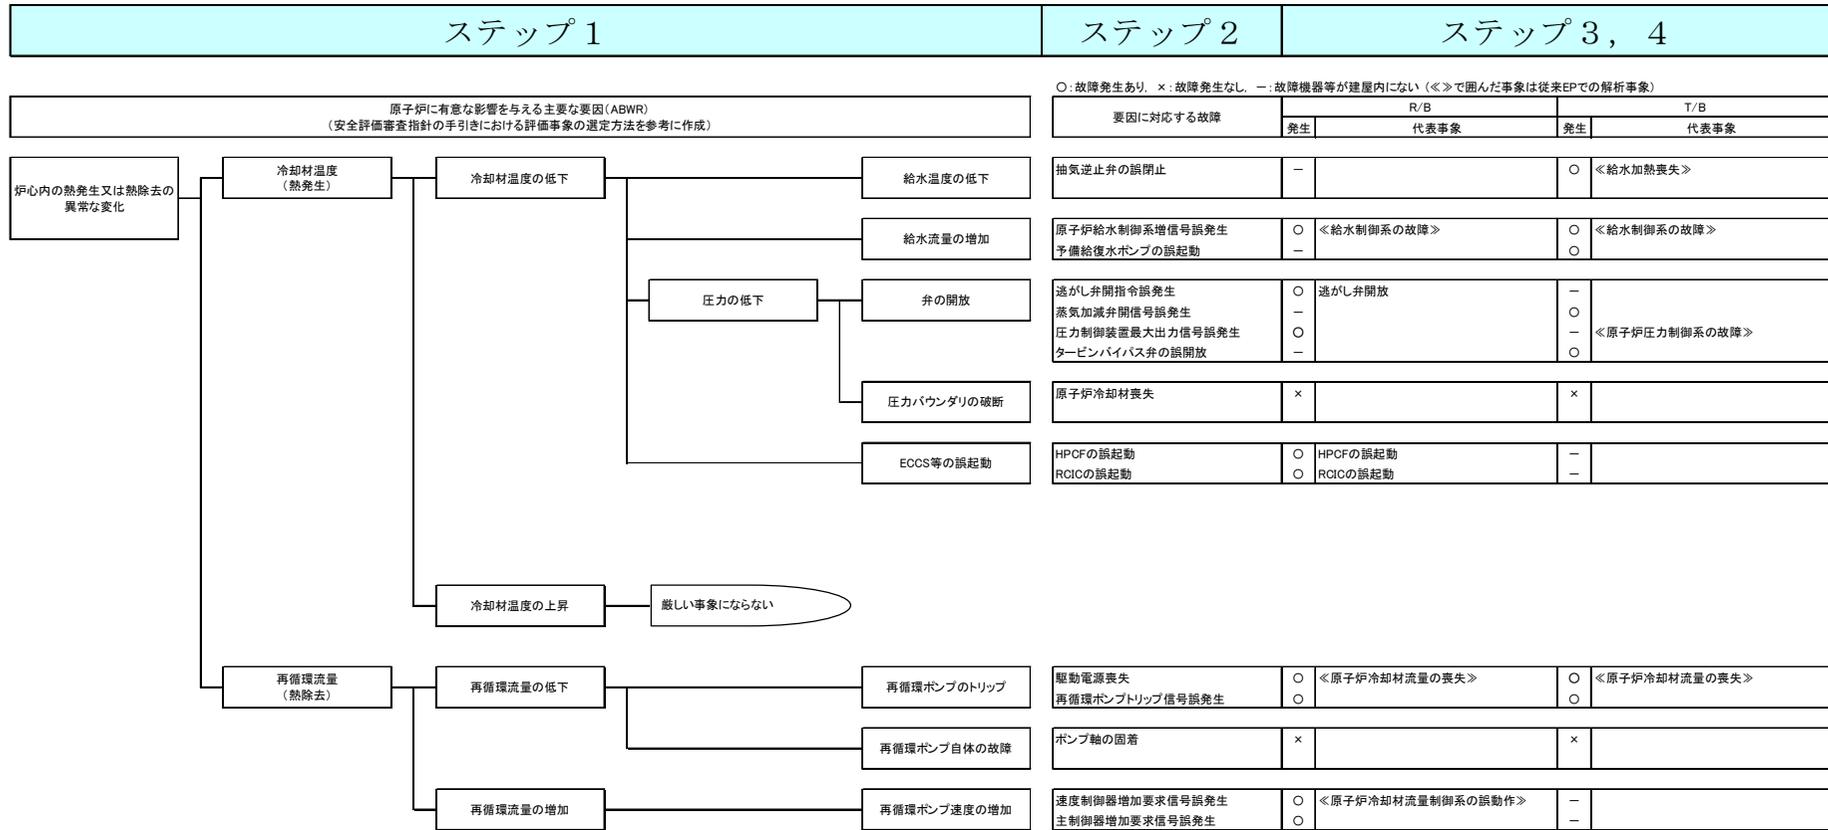 ステップ１
ステップ２
ステップ３，４
○：故障発生あり，×：故障発生なし，－：故障機器等が建屋内にない（≪≫で囲んだ事象は従来EPでの解析事象）
原子炉に有意な影響を与える主要な要因（ABWR）
（安全評価審査指針の手引きにおける評価事象の選定方法を参考に作成）
要因に対応する故障
R/B
T/B
発生
代表事象
発生
代表事象
炉心内の熱発生又は熱除去の
異常な変化
冷却材温度
（熱発生）
冷却材温度の低下
給水温度の低下
抽気逆止弁の誤閉止 － ○ ≪給水加熱喪失≫
給水流量の増加
原子炉給水制御系増信号誤発生 ○ ≪給水制御系の故障≫ ○ ≪給水制御系の故障≫
予備給復水ポンプの誤起動 － ○
圧力の低下
弁の開放
逃がし弁開指令誤発生 ○ 逃がし弁開放 －
蒸気加減弁開信号誤発生 － ○
圧力制御装置最大出力信号誤発生 ○ － ≪原子炉圧力制御系の故障≫
タービンバイパス弁の誤開放 － ○
圧力バウンダリの破断
原子炉冷却材喪失 × ×
ECCS等の誤起動
HPCFの誤起動 ○ HPCFの誤起動 －
RCICの誤起動 ○ RCICの誤起動 －
冷却材温度の上昇
厳しい事象にならない
再循環流量
（熱除去）
再循環流量の低下
再循環ポンプのトリップ
駆動電源喪失 ○ ≪原子炉冷却材流量の喪失≫ ○ ≪原子炉冷却材流量の喪失≫
再循環ポンプトリップ信号誤発生 ○ ○
再循環ポンプ自体の故障
ポンプ軸の固着 × ×
再循環流量の増加
再循環ポンプ速度の増加
速度制御器増加要求信号誤発生 ○ ≪原子炉冷却材流量制御系の誤動作≫ －
主制御器増加要求信号誤発生 ○ －